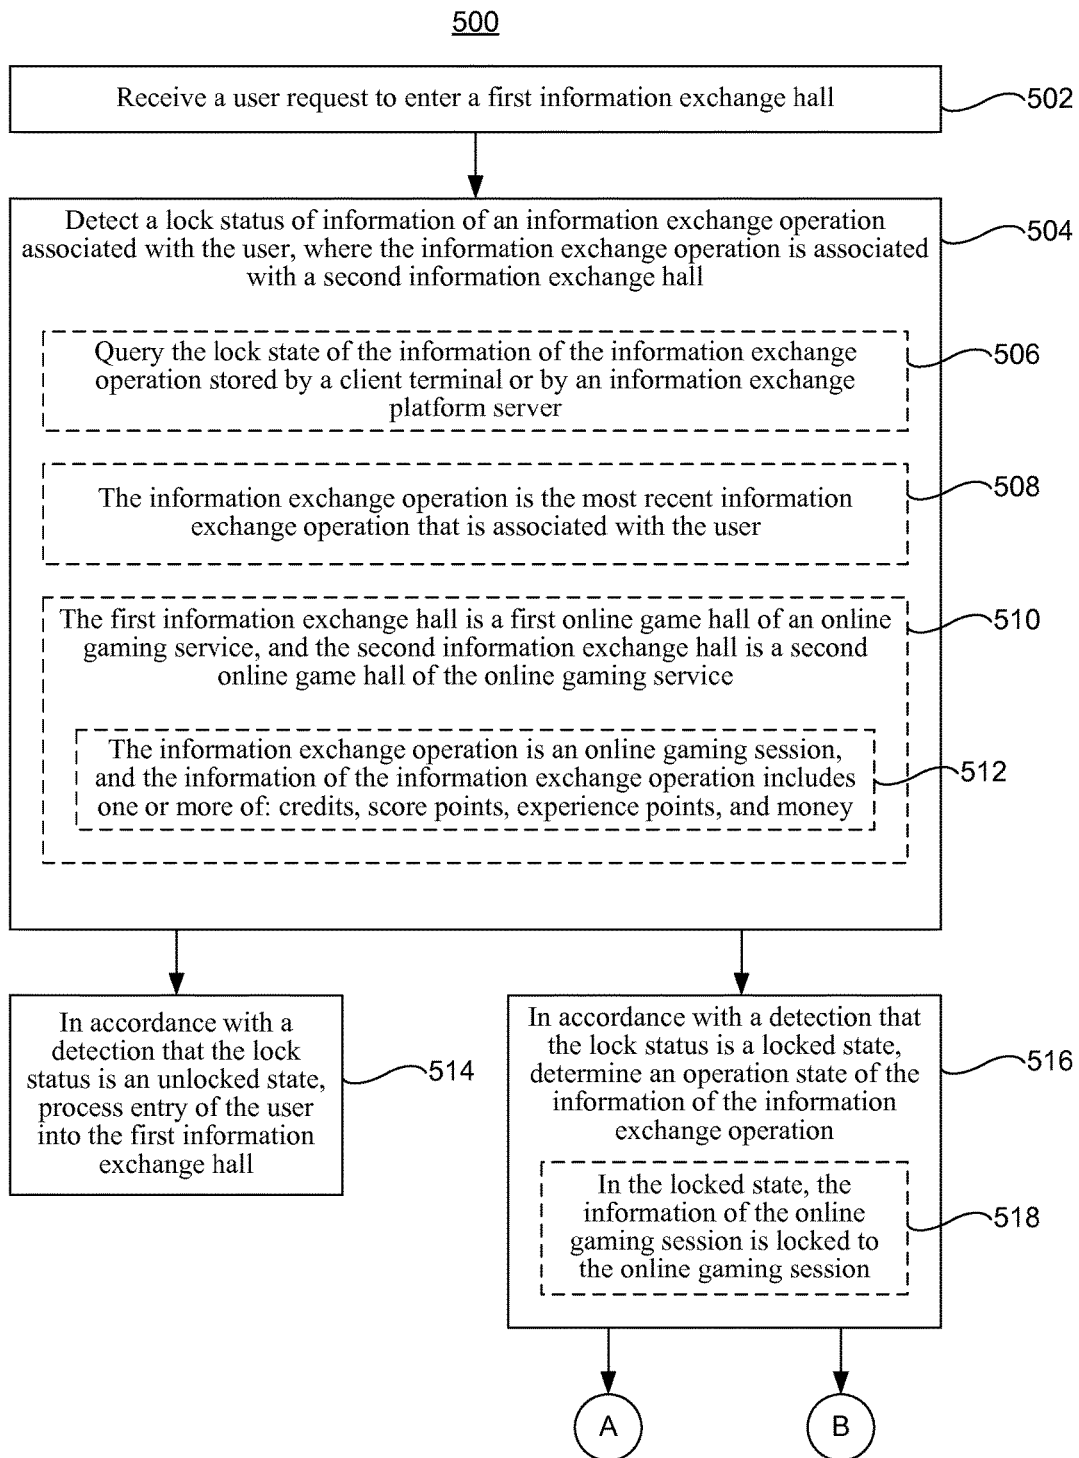 500
Receive a user request to enter a first information exchange hall
502
Detect a lock status of information of an information exchange operation
associated with the user, where the information exchange operation is associated
with a second information exchange hall
504
Query the lock state of the information of the information exchange
operation stored by a client terminal or by an information exchange
platform server
506
The information exchange operation is the most recent information
exchange operation that is associated with the user
508
The first information exchange hall is a first online game hall of an online
gaming service, and the second information exchange hall is a second
online game hall of the online gaming service
510
The information exchange operation is an online gaming session,
and the information of the information exchange operation includes
one or more of: credits, score points, experience points, and money
512
In accordance with a
detection that the lock
status is an unlocked state,
process entry of the user
into the first information
exchange hall
514
In accordance with a detection that
the lock status is a locked state,
determine an operation state of the
information of the information
exchange operation
516
In the locked state, the
information of the online
gaming session is locked to
the online gaming session
518
A
B